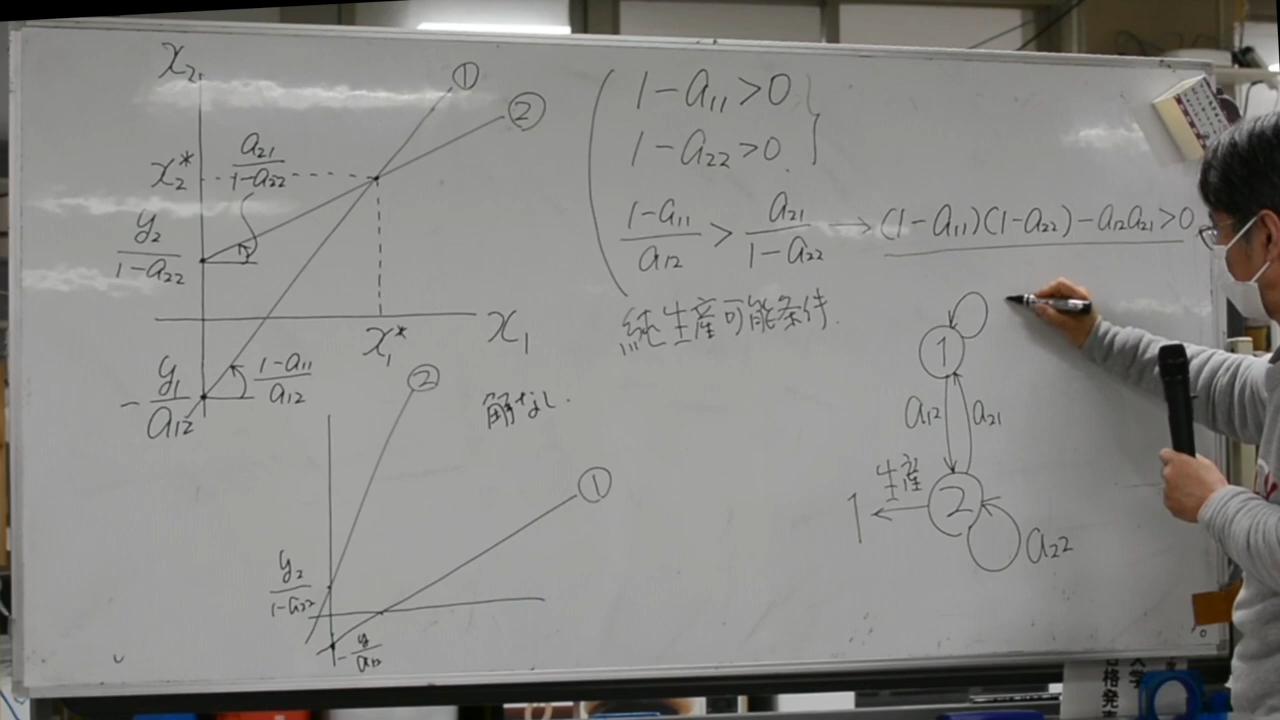 x₂
①
②
x₂*
a₂₁/(1-a₂₂)
y₂/(1-a₂₂)
x₁
x₁*
-y₁/a₁₂
(1-a₁₁)/a₁₂
②
解なし.
①
y₂/(1-a₂₂)
-y₁/a₁₂
1-a₁₁>0
1-a₂₂>0
(1-a₁₁)/a₁₂ > a₂₁/(1-a₂₂) → (1-a₁₁)(1-a₂₂)-a₁₂a₂₁>0
純生産可能条件.
1
a₁₂ a₂₁
生産
1 ← 2
a₂₂